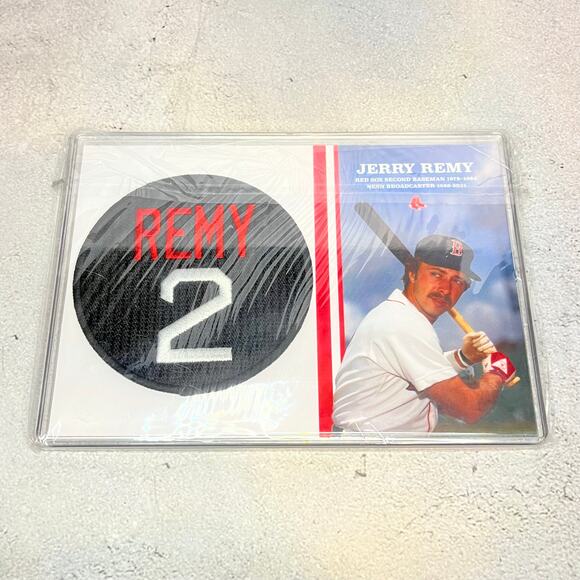 REMY
2
JERRY REMY
RED SOX SECOND BASEMAN 1978-1984
NESN BROADCASTER 1988-2021
B